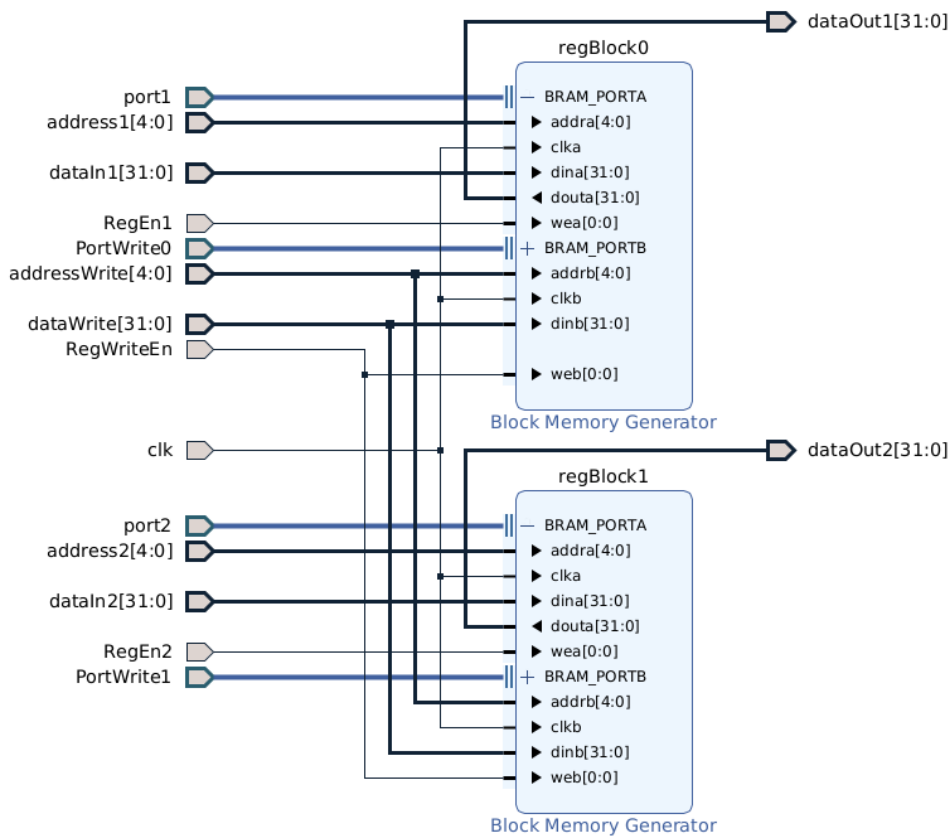 dataOut1[31:0]
regBlock0
port1
BRAM_PORTA
address1[4:0]
addra[4:0]
clka
dataIn1[31:0]
dina[31:0]
douta[31:0]
RegEn1
wea[0:0]
PortWrite0
BRAM_PORTB
addressWrite[4:0]
addrb[4:0]
clkb
dataWrite[31:0]
dinb[31:0]
RegWriteEn
web[0:0]
Block Memory Generator
clk
dataOut2[31:0]
regBlock1
port2
BRAM_PORTA
address2[4:0]
addra[4:0]
clka
dataIn2[31:0]
dina[31:0]
douta[31:0]
RegEn2
wea[0:0]
PortWrite1
BRAM_PORTB
addrb[4:0]
clkb
dinb[31:0]
web[0:0]
Block Memory Generator